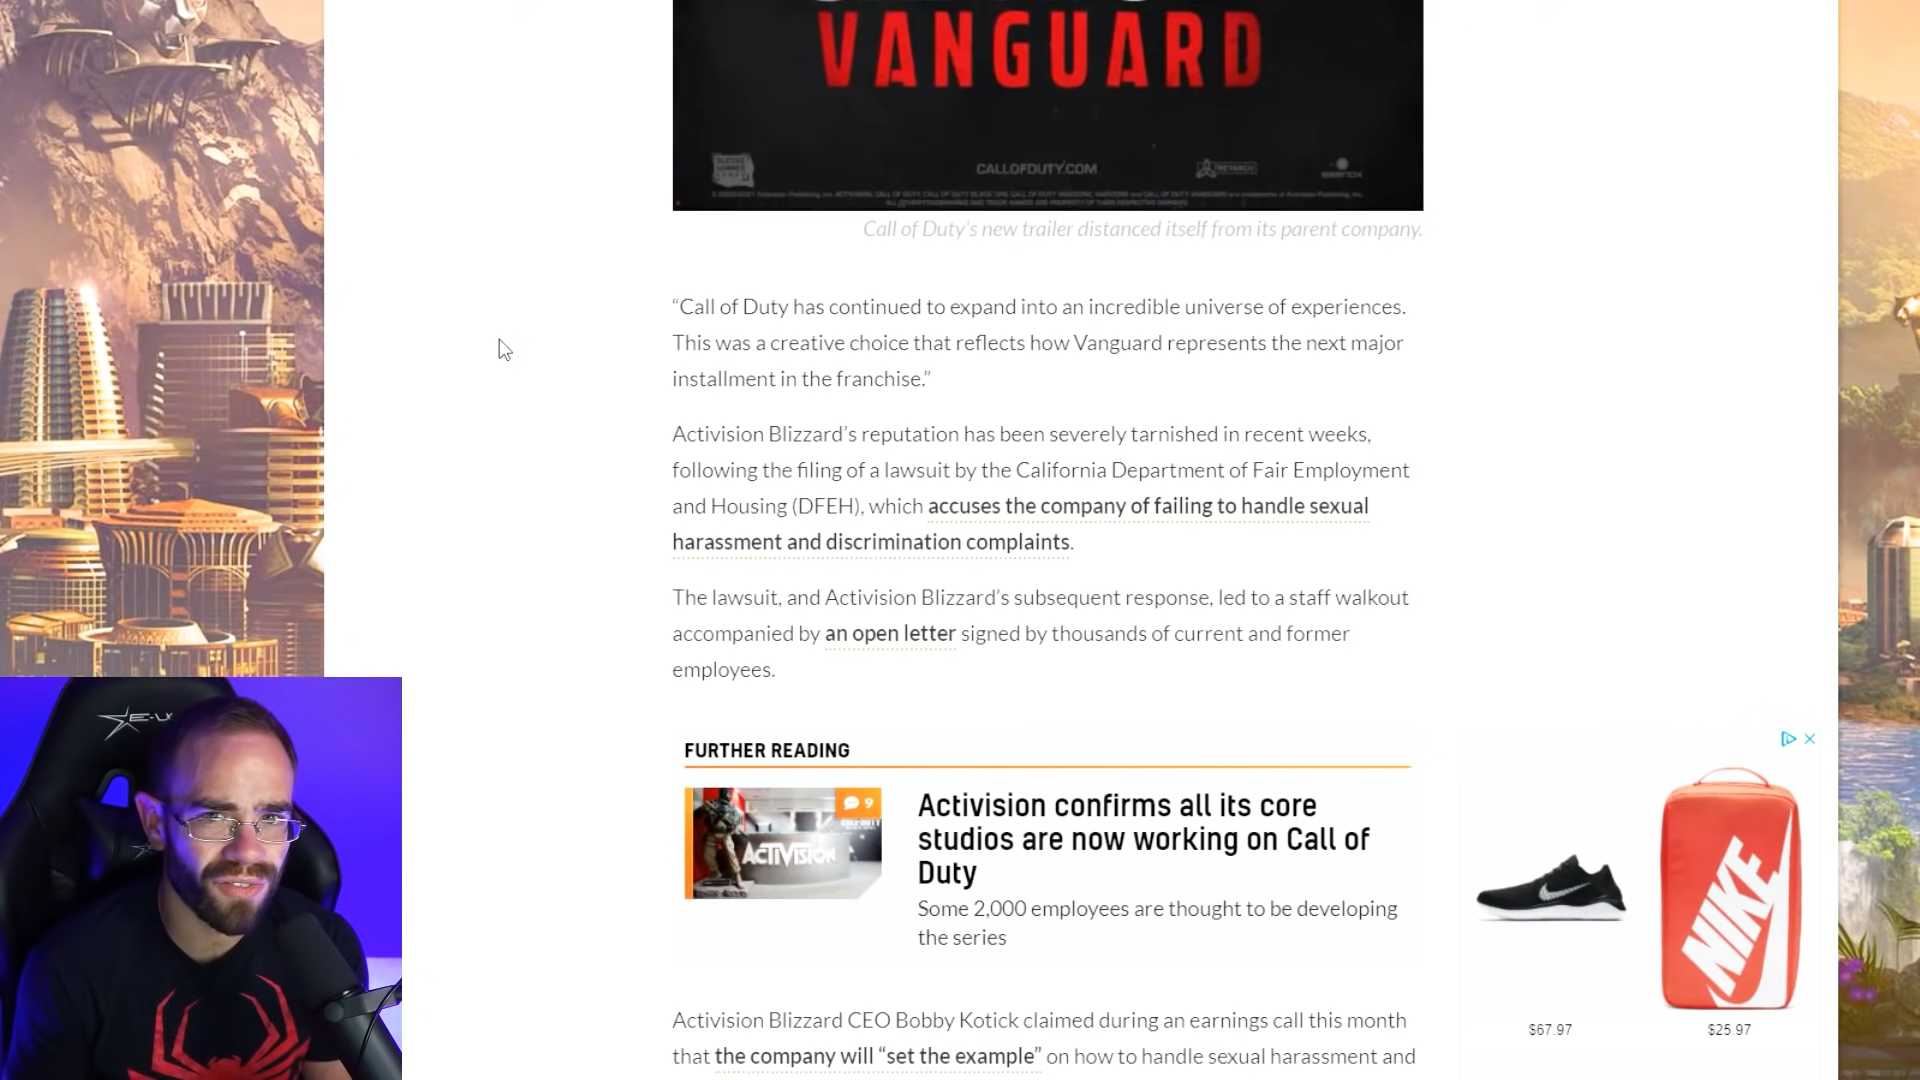 VANGUARD
CALLOFDUTY.COM
TREYARCH
Call of Duty's new trailer distanced itself from its parent company.
“Call of Duty has continued to expand into an incredible universe of experiences.
This was a creative choice that reflects how Vanguard represents the next major
installment in the franchise.”
Activision Blizzard’s reputation has been severely tarnished in recent weeks,
following the filing of a lawsuit by the California Department of Fair Employment
and Housing (DFEH), which accuses the company of failing to handle sexual
harassment and discrimination complaints.
The lawsuit, and Activision Blizzard’s subsequent response, led to a staff walkout
accompanied by an open letter signed by thousands of current and former
employees.
FURTHER READING
9
ACTIVISION
Activision confirms all its core
studios are now working on Call of
Duty
Some 2,000 employees are thought to be developing
the series
NIKE
$67.97
$25.97
Activision Blizzard CEO Bobby Kotick claimed during an earnings call this month
that the company will “set the example” on how to handle sexual harassment and